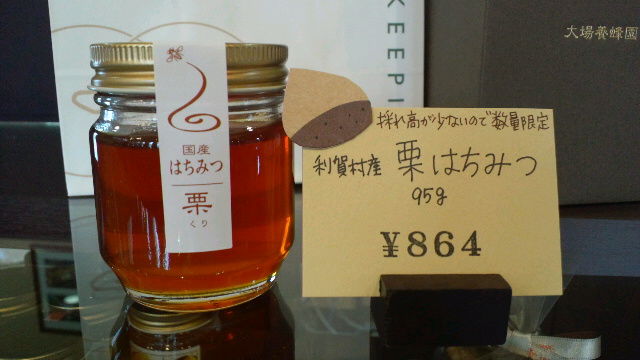 KEEPI
大場養蜂園
国産
はちみつ
栗
くり
採れ高が少ないので数量限定
利賀村産 栗はちみつ
95g
¥864